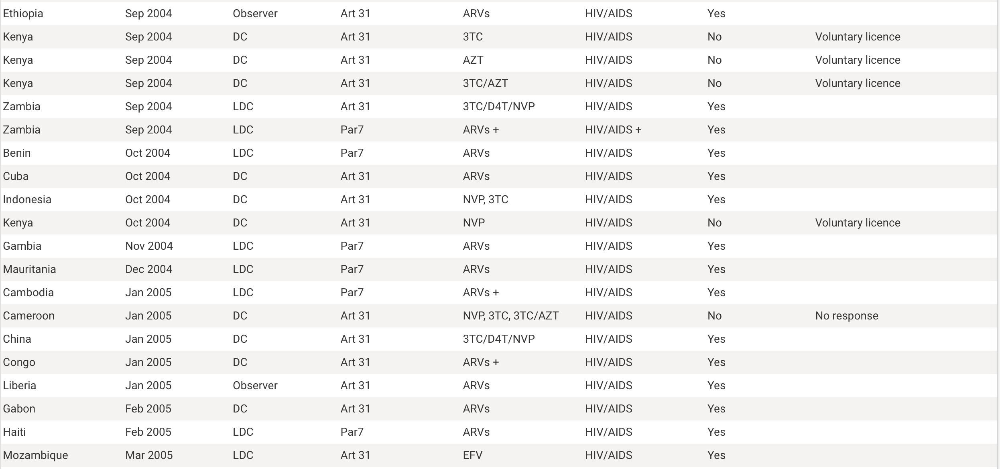 Ethiopia Sep 2004 Observer Art 31 ARVs HIV/AIDS Yes
Kenya Sep 2004 DC Art 31 3TC HIV/AIDS No Voluntary licence
Kenya Sep 2004 DC Art 31 AZT HIV/AIDS No Voluntary licence
Kenya Sep 2004 DC Art 31 3TC/AZT HIV/AIDS No Voluntary licence
Zambia Sep 2004 LDC Art 31 3TC/D4T/NVP HIV/AIDS Yes
Zambia Sep 2004 LDC Par7 ARVs + HIV/AIDS + Yes
Benin Oct 2004 LDC Par7 ARVs HIV/AIDS Yes
Cuba Oct 2004 DC Art 31 ARVs HIV/AIDS Yes
Indonesia Oct 2004 DC Art 31 NVP, 3TC HIV/AIDS Yes
Kenya Oct 2004 DC Art 31 NVP HIV/AIDS No Voluntary licence
Gambia Nov 2004 LDC Par7 ARVs HIV/AIDS Yes
Mauritania Dec 2004 LDC Par7 ARVs HIV/AIDS Yes
Cambodia Jan 2005 LDC Par7 ARVs + HIV/AIDS Yes
Cameroon Jan 2005 DC Art 31 NVP, 3TC, 3TC/AZT HIV/AIDS No No response
China Jan 2005 DC Art 31 3TC/D4T/NVP HIV/AIDS Yes
Congo Jan 2005 DC Art 31 ARVs + HIV/AIDS Yes
Liberia Jan 2005 Observer Art 31 ARVs HIV/AIDS Yes
Gabon Feb 2005 DC Art 31 ARVs HIV/AIDS Yes
Haiti Feb 2005 LDC Par7 ARVs HIV/AIDS Yes
Mozambique Mar 2005 LDC Art 31 EFV HIV/AIDS Yes